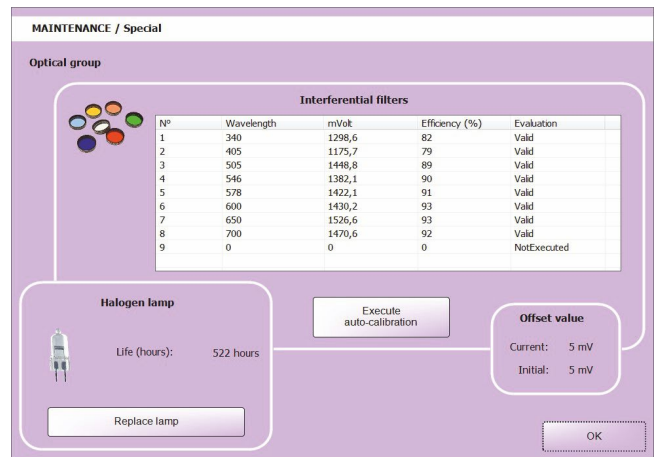 MAINTENANCE / Special
Optical group
Interferential filters
Nº Wavelength mVolt Efficiency (%) Evaluation
1 340 1298,6 82 Valid
2 405 1175,7 79 Valid
3 505 1448,8 89 Valid
4 546 1382,1 90 Valid
5 578 1422,1 91 Valid
6 600 1430,2 93 Valid
7 650 1526,6 93 Valid
8 700 1470,6 92 Valid
9 0 0 0 NotExecuted
Halogen lamp
Life (hours): 522 hours
Replace lamp
Execute
auto-calibration
Offset value
Current: 5 mV
Initial: 5 mV
OK